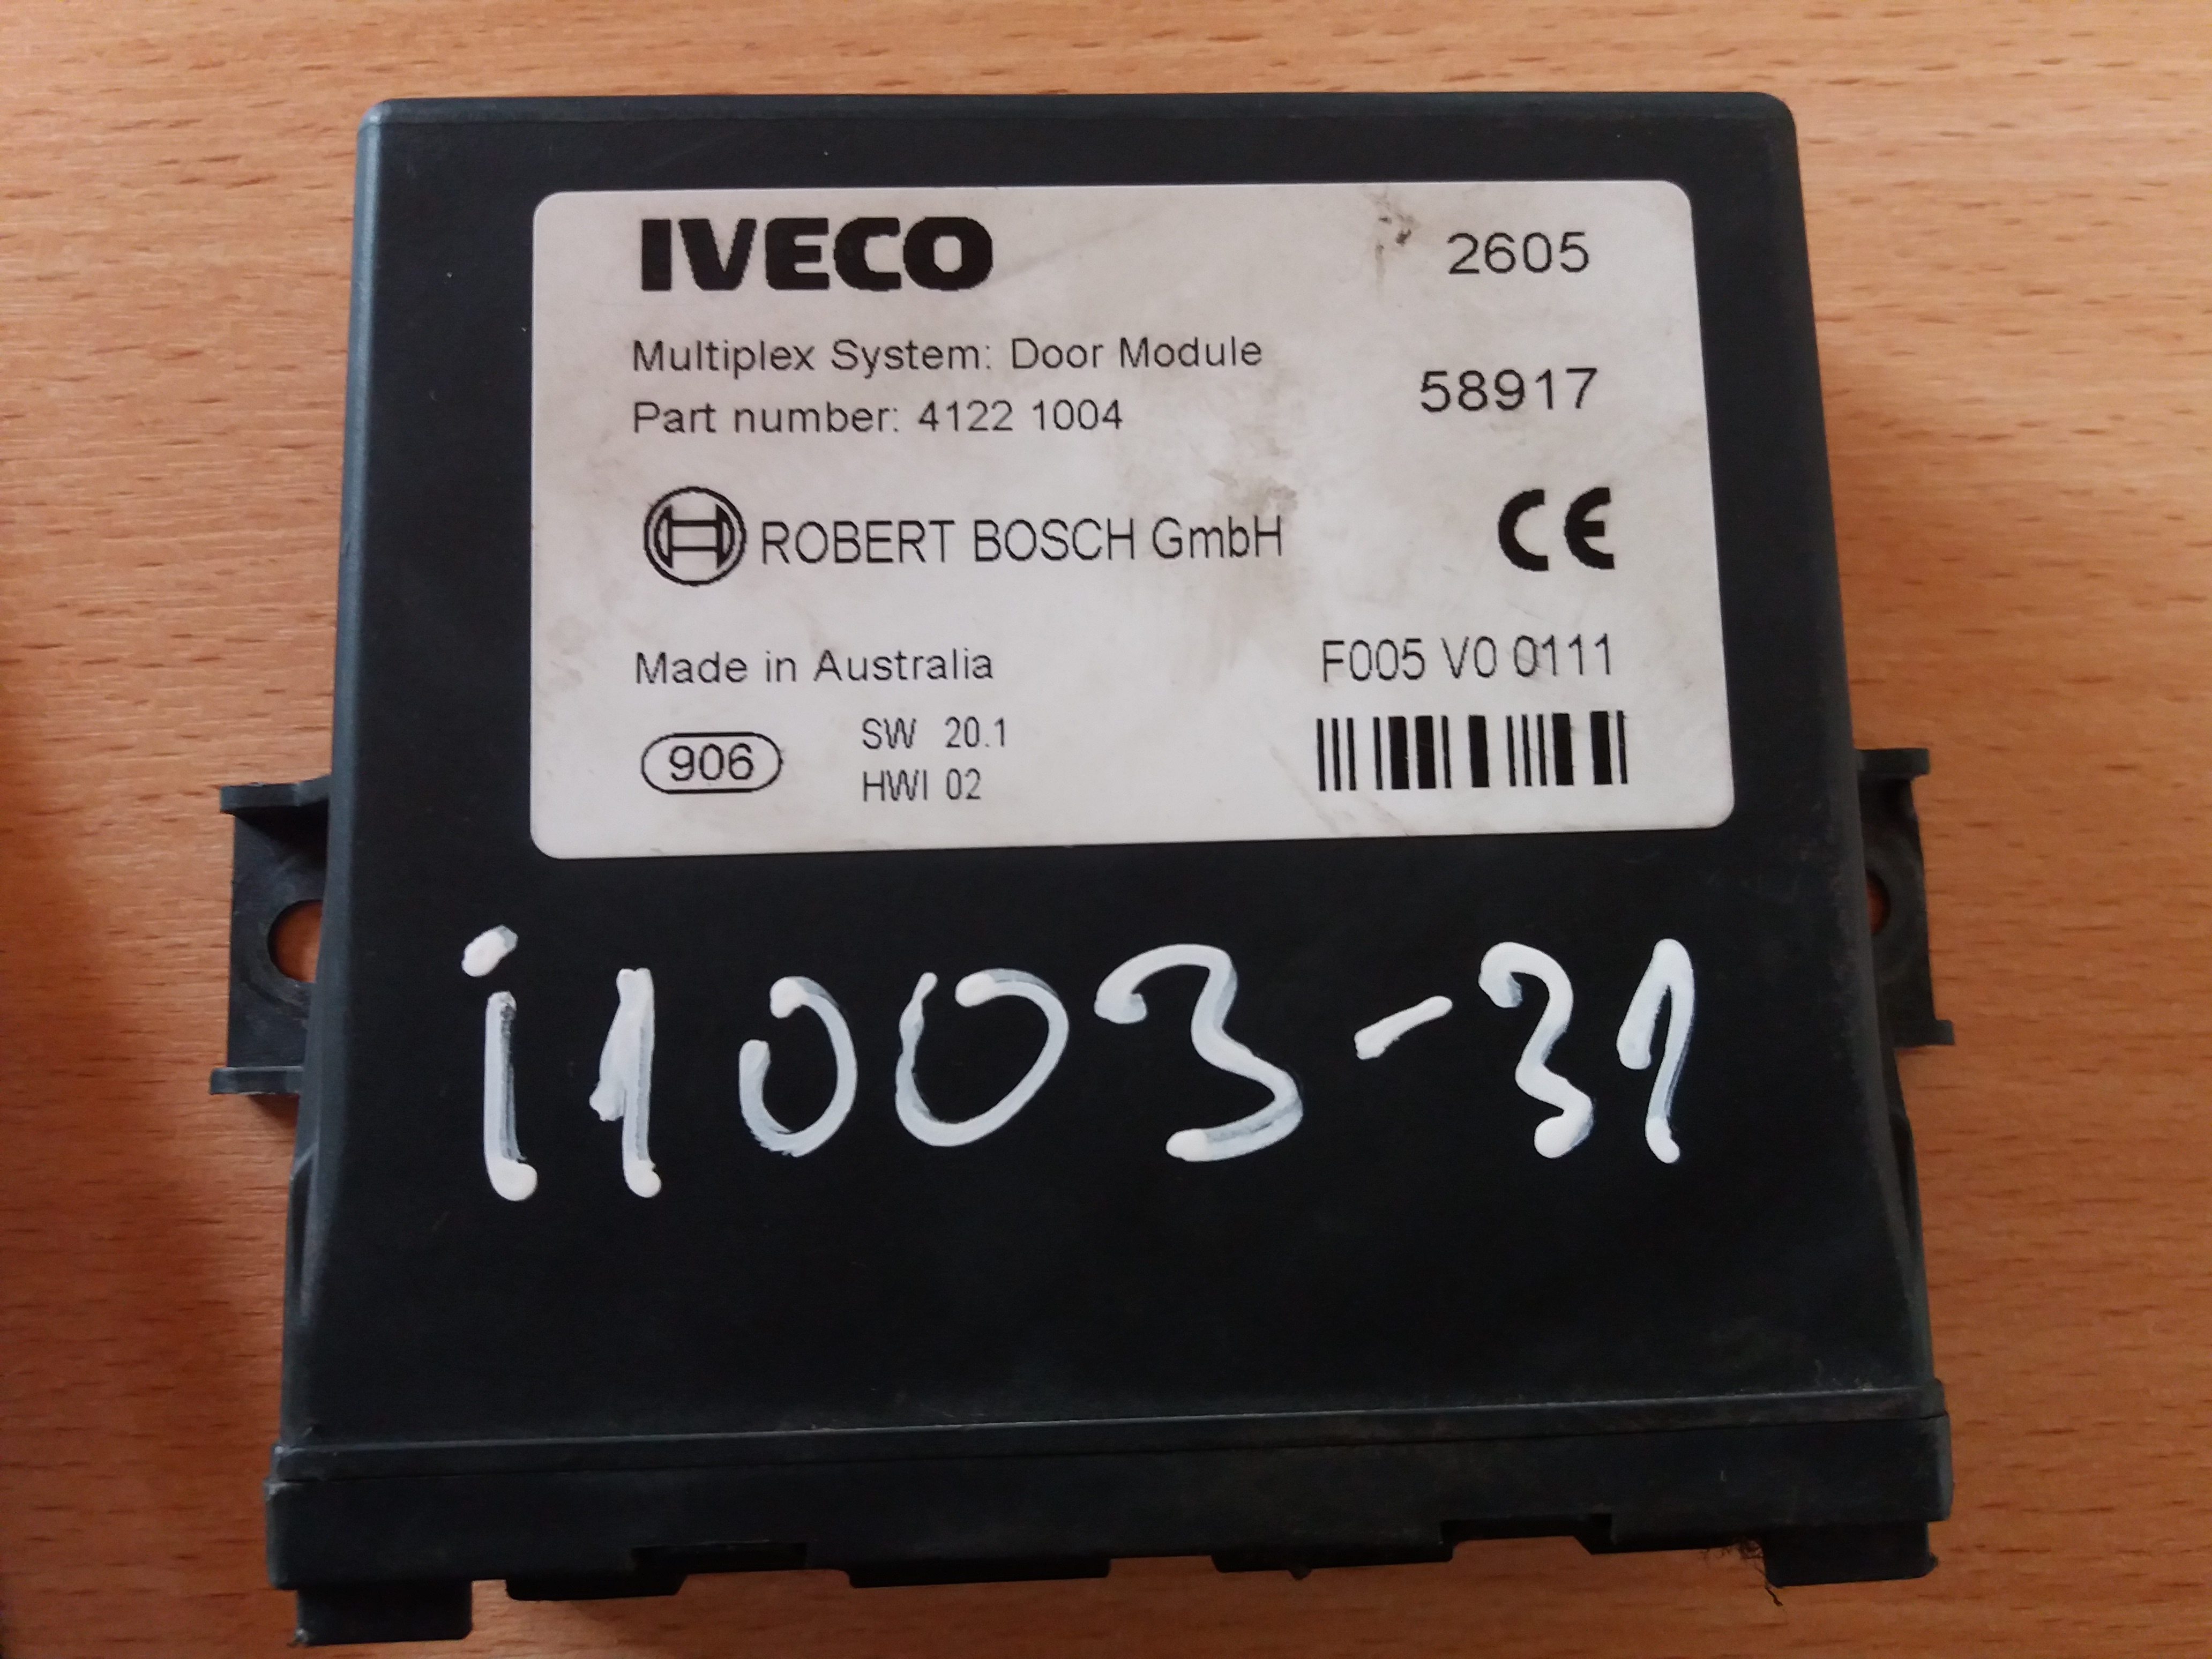 IVECO 2605
Multiplex System: Door Module
Part number: 4122 1004 58917
ROBERT BOSCH GmbH CE
Made in Australia F005 V0 0111
906 SW 20.1
HWI 02
i1003-31